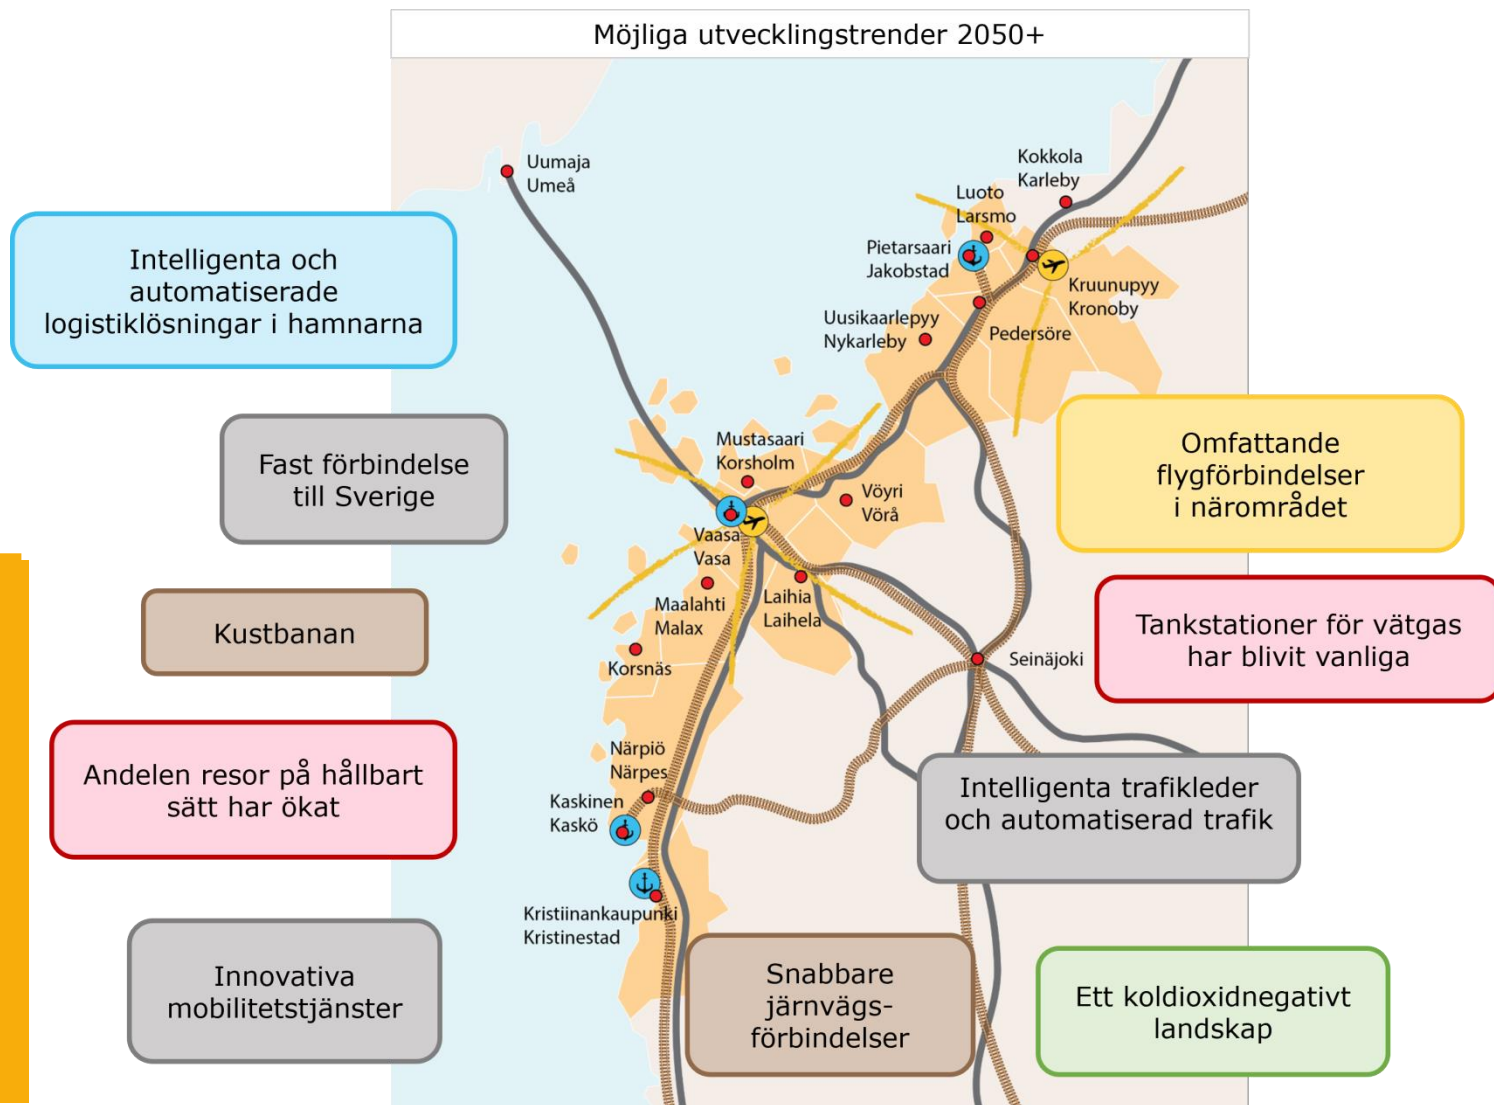 Möjliga utvecklingstrender 2050+
Uumaja
Umeå
Kokkola
Karleby
Luoto
Larsmo
Pietarsaari
Jakobstad
Kruunupyy
Kronoby
Uusikaarlepyy
Nykarleby
Pedersöre
Intelligenta och
automatiserade
logistiklösningar i hamnarna
Fast förbindelse
till Sverige
Mustasaari
Korsholm
Vöyri
Vörå
Omfattande
flygförbindelser
i närområdet
Vaasa
Vasa
Kustbanan
Maalahti
Malax
Laihia
Laihela
Tankstationer för vätgas
har blivit vanliga
Korsnäs
Seinäjoki
Andelen resor på hållbart
sätt har ökat
Närpiö
Närpes
Kaskinen
Kaskö
Intelligenta trafikleder
och automatiserad trafik
Kristiinankaupunki
Kristinestad
Innovativa
mobilitetstjänster
Snabbare
järnvägs-
förbindelser
Ett koldioxidnegativt
landskap